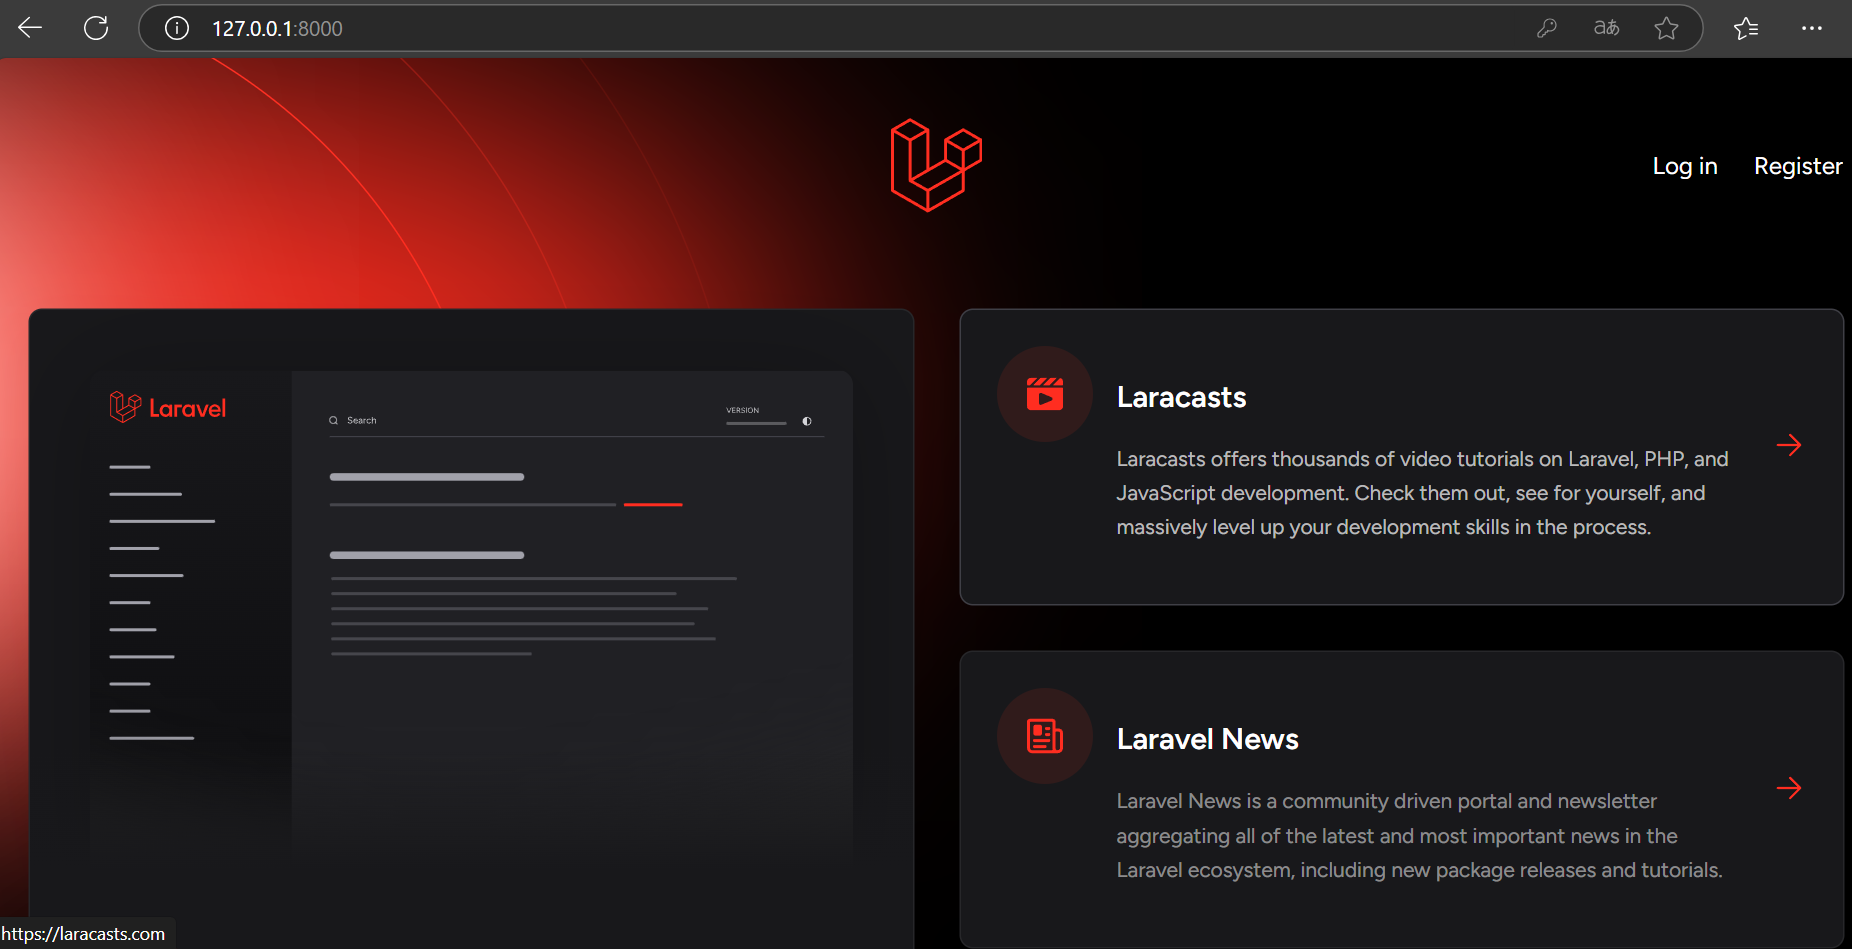 127.0.0.1:8000
aあ
Log in
Register
Laravel
Search
VERSION
Laracasts
Laracasts offers thousands of video tutorials on Laravel, PHP, and
JavaScript development. Check them out, see for yourself, and
massively level up your development skills in the process.
Laravel News
Laravel News is a community driven portal and newsletter
aggregating all of the latest and most important news in the
Laravel ecosystem, including new package releases and tutorials.
https://laracasts.com